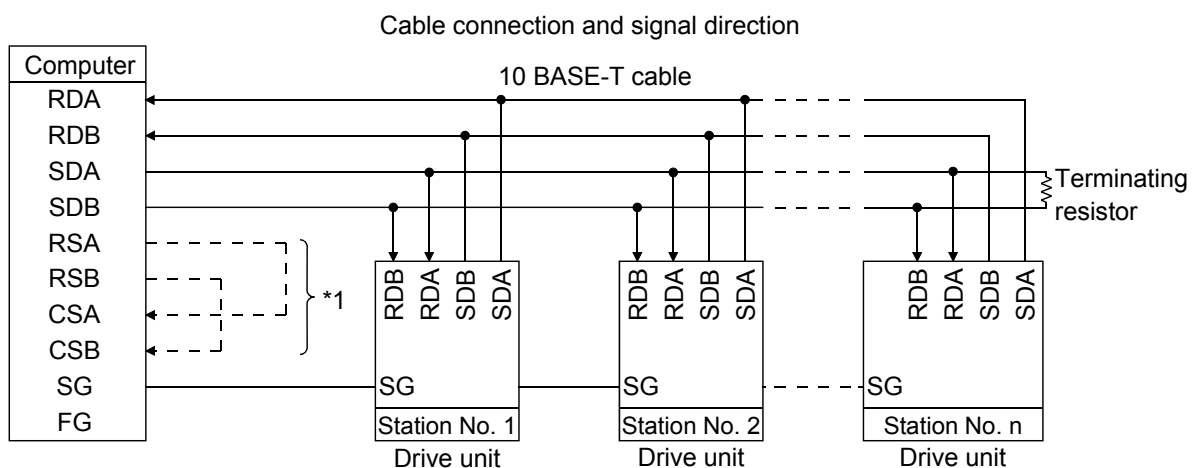 Cable connection and signal direction
Computer
10 BASE-T cable
RDA
RDB
SDA
SDB
RSA
RSB
CSA
CSB
SG
FG
*1
Terminating
resistor
RDB
RDA
SDB
SDA
SG
Station No. 1
Drive unit
RDB
RDA
SDB
SDA
SG
Station No. 2
Drive unit
RDB
RDA
SDB
SDA
SG
Station No. n
Drive unit